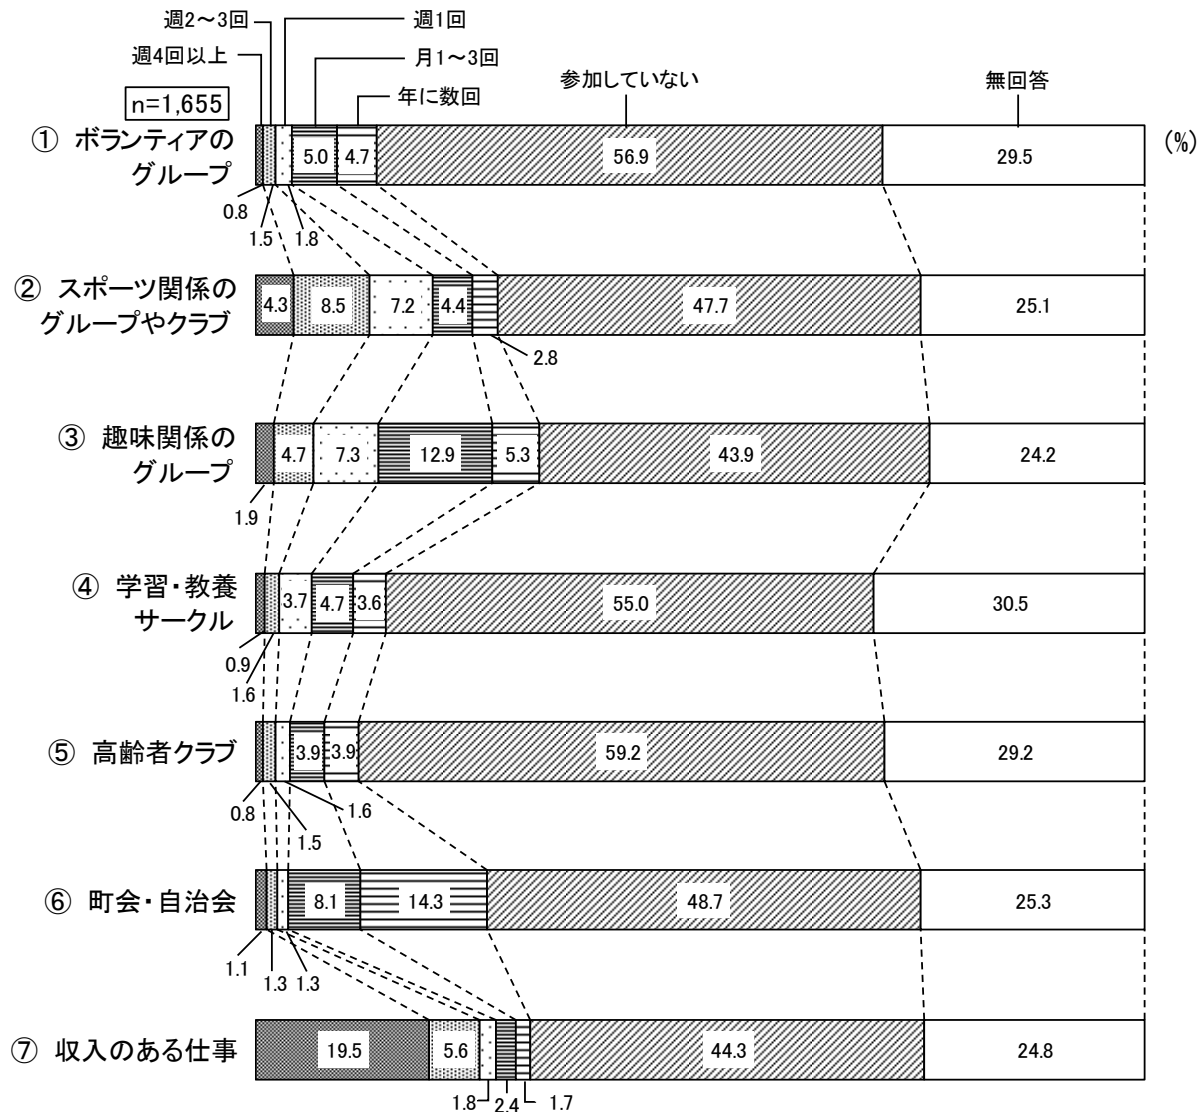 週2～3回
週1回
週4回以上
月1～3回
年に数回
参加していない
無回答
n=1,655
(%)
① ボランティアの
グループ
5.0 4.7 56.9 29.5
0.8 1.5 1.8
② スポーツ関係の
グループやクラブ
4.3 8.5 7.2 4.4 47.7 25.1
2.8
③ 趣味関係の
グループ
4.7 7.3 12.9 5.3 43.9 24.2
1.9
④ 学習・教養
サークル
3.7 4.7 3.6 55.0 30.5
0.9
1.6
⑤ 高齢者クラブ
3.9 3.9 59.2 29.2
0.8 1.5 1.6
⑥ 町会・自治会
8.1 14.3 48.7 25.3
1.1 1.3 1.3
⑦ 収入のある仕事
19.5 5.6 44.3 24.8
1.8 2.4 1.7